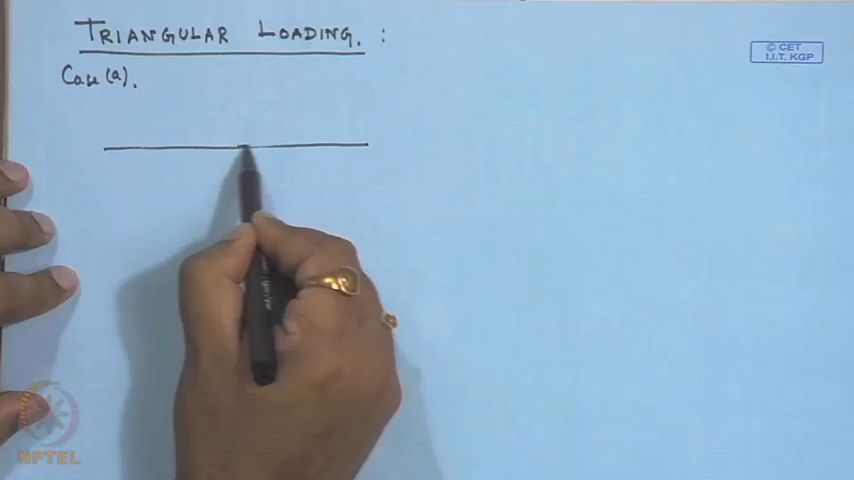 TRIANGULAR LOADING. :
Case (a).
© CET
I.I.T. KGP
NPTEL